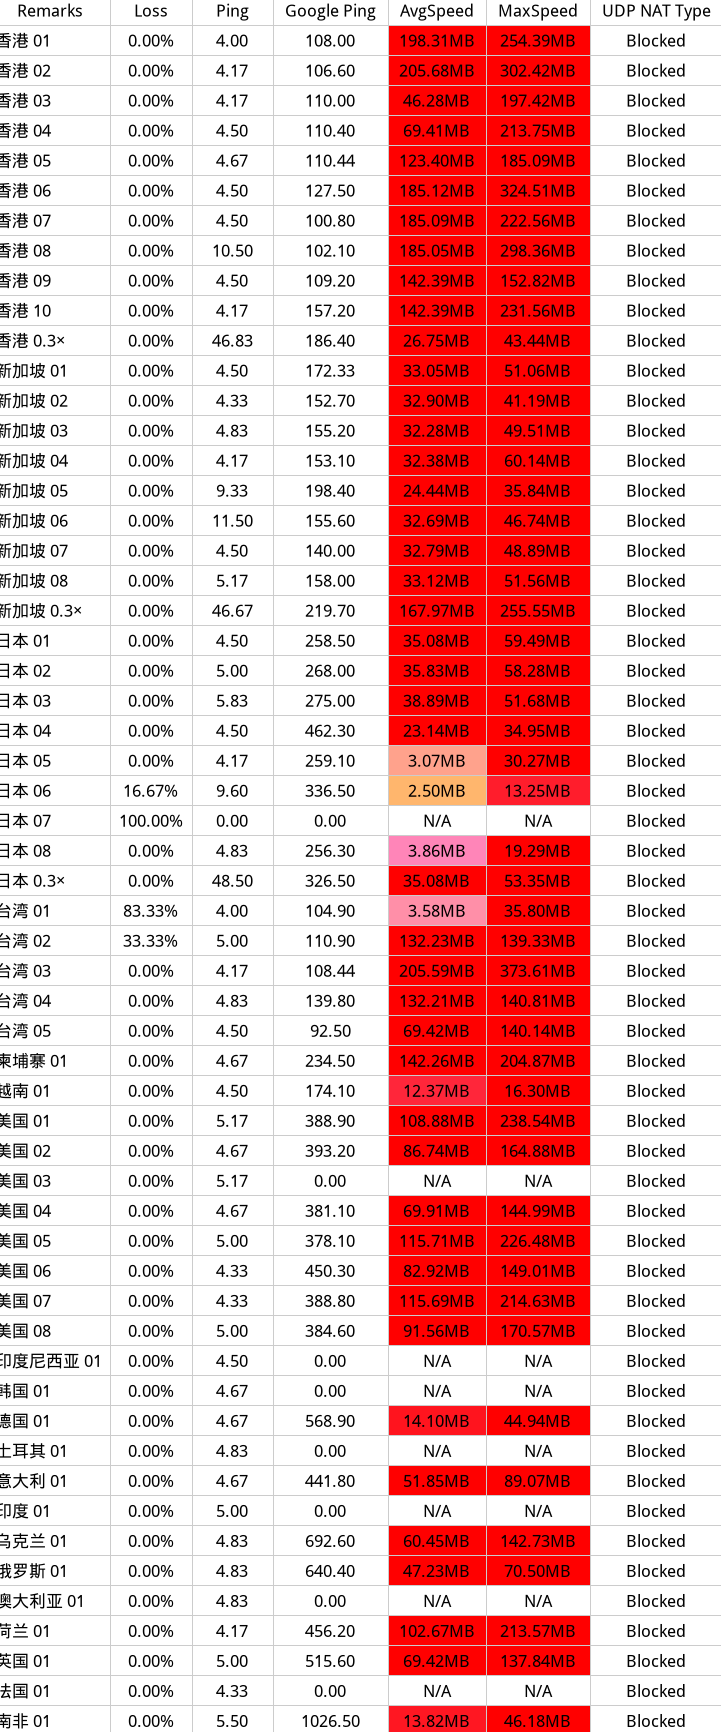 Remarks Loss Ping Google Ping AvgSpeed MaxSpeed UDP NAT Type
香港 01 0.00% 4.00 108.00 198.31MB 254.39MB Blocked
香港 02 0.00% 4.17 106.60 205.68MB 302.42MB Blocked
香港 03 0.00% 4.17 110.00 46.28MB 197.42MB Blocked
香港 04 0.00% 4.50 110.40 69.41MB 213.75MB Blocked
香港 05 0.00% 4.67 110.44 123.40MB 185.09MB Blocked
香港 06 0.00% 4.50 127.50 185.12MB 324.51MB Blocked
香港 07 0.00% 4.50 100.80 185.09MB 222.56MB Blocked
香港 08 0.00% 10.50 102.10 185.05MB 298.36MB Blocked
香港 09 0.00% 4.50 109.20 142.39MB 152.82MB Blocked
香港 10 0.00% 4.17 157.20 142.39MB 231.56MB Blocked
香港 0.3× 0.00% 46.83 186.40 26.75MB 43.44MB Blocked
新加坡 01 0.00% 4.50 172.33 33.05MB 51.06MB Blocked
新加坡 02 0.00% 4.33 152.70 32.90MB 41.19MB Blocked
新加坡 03 0.00% 4.83 155.20 32.28MB 49.51MB Blocked
新加坡 04 0.00% 4.17 153.10 32.38MB 60.14MB Blocked
新加坡 05 0.00% 9.33 198.40 24.44MB 35.84MB Blocked
新加坡 06 0.00% 11.50 155.60 32.69MB 46.74MB Blocked
新加坡 07 0.00% 4.50 140.00 32.79MB 48.89MB Blocked
新加坡 08 0.00% 5.17 158.00 33.12MB 51.56MB Blocked
新加坡 0.3× 0.00% 46.67 219.70 167.97MB 255.55MB Blocked
日本 01 0.00% 4.50 258.50 35.08MB 59.49MB Blocked
日本 02 0.00% 5.00 268.00 35.83MB 58.28MB Blocked
日本 03 0.00% 5.83 275.00 38.89MB 51.68MB Blocked
日本 04 0.00% 4.50 462.30 23.14MB 34.95MB Blocked
日本 05 0.00% 4.17 259.10 3.07MB 30.27MB Blocked
日本 06 16.67% 9.60 336.50 2.50MB 13.25MB Blocked
日本 07 100.00% 0.00 0.00 N/A N/A Blocked
日本 08 0.00% 4.83 256.30 3.86MB 19.29MB Blocked
日本 0.3× 0.00% 48.50 326.50 35.08MB 53.35MB Blocked
台湾 01 83.33% 4.00 104.90 3.58MB 35.80MB Blocked
台湾 02 33.33% 5.00 110.90 132.23MB 139.33MB Blocked
台湾 03 0.00% 4.17 108.44 205.59MB 373.61MB Blocked
台湾 04 0.00% 4.83 139.80 132.21MB 140.81MB Blocked
台湾 05 0.00% 4.50 92.50 69.42MB 140.14MB Blocked
柬埔寨 01 0.00% 4.67 234.50 142.26MB 204.87MB Blocked
越南 01 0.00% 4.50 174.10 12.37MB 16.30MB Blocked
美国 01 0.00% 5.17 388.90 108.88MB 238.54MB Blocked
美国 02 0.00% 4.67 393.20 86.74MB 164.88MB Blocked
美国 03 0.00% 5.17 0.00 N/A N/A Blocked
美国 04 0.00% 4.67 381.10 69.91MB 144.99MB Blocked
美国 05 0.00% 5.00 378.10 115.71MB 226.48MB Blocked
美国 06 0.00% 4.33 450.30 82.92MB 149.01MB Blocked
美国 07 0.00% 4.33 388.80 115.69MB 214.63MB Blocked
美国 08 0.00% 5.00 384.60 91.56MB 170.57MB Blocked
印度尼西亚 01 0.00% 4.50 0.00 N/A N/A Blocked
韩国 01 0.00% 4.67 0.00 N/A N/A Blocked
德国 01 0.00% 4.67 568.90 14.10MB 44.94MB Blocked
土耳其 01 0.00% 4.83 0.00 N/A N/A Blocked
意大利 01 0.00% 4.67 441.80 51.85MB 89.07MB Blocked
印度 01 0.00% 5.00 0.00 N/A N/A Blocked
乌克兰 01 0.00% 4.83 692.60 60.45MB 142.73MB Blocked
俄罗斯 01 0.00% 4.83 640.40 47.23MB 70.50MB Blocked
澳大利亚 01 0.00% 4.83 0.00 N/A N/A Blocked
荷兰 01 0.00% 4.17 456.20 102.67MB 213.57MB Blocked
英国 01 0.00% 5.00 515.60 69.42MB 137.84MB Blocked
法国 01 0.00% 4.33 0.00 N/A N/A Blocked
南非 01 0.00% 5.50 1026.50 13.82MB 46.18MB Blocked